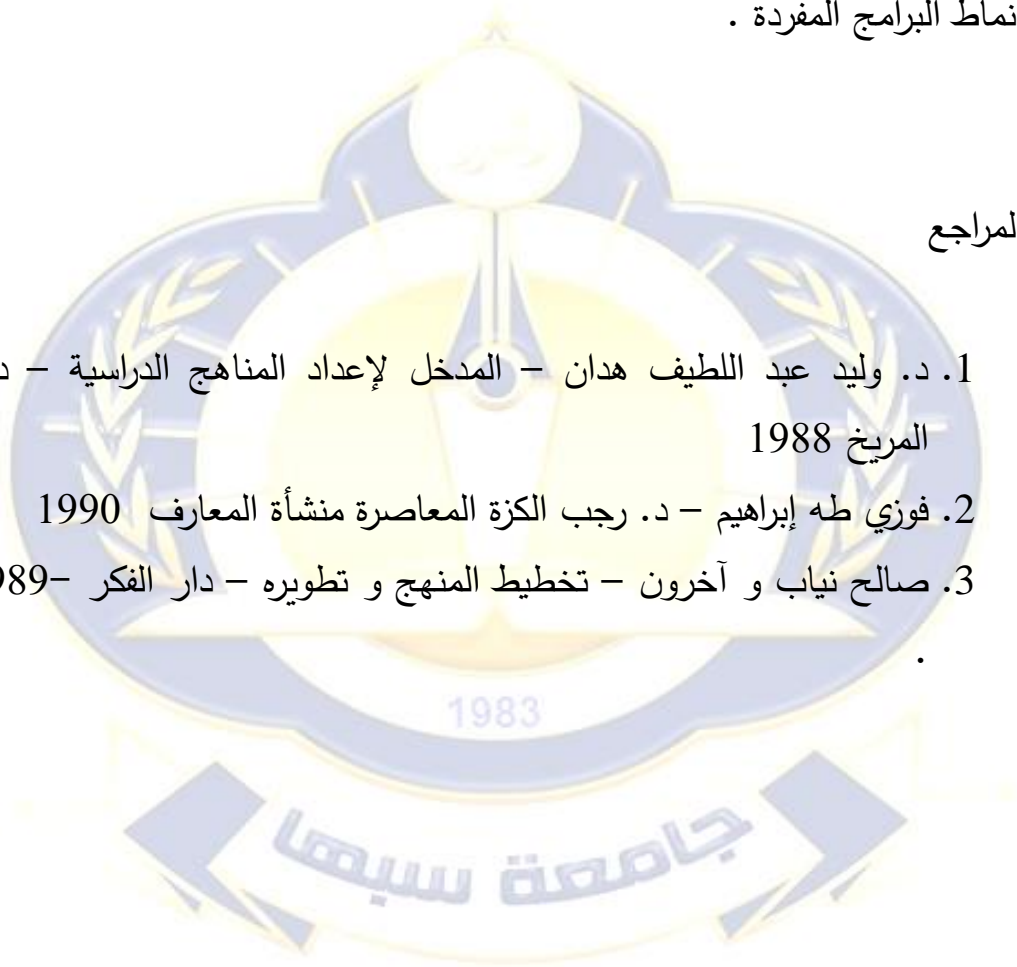 نماط البرامج المفردة .
لمراجع
1. د. وليد عبد اللطيف هدان – المدخل لإعداد المناهج الدراسية – د
المريخ 1988
2. فوزي طه إبراهيم – د. رجب الكزة المعاصرة منشأة المعارف 1990
3. صالح نياب و آخرون – تخطيط المنهج و تطويره – دار الفكر –989
.
1983
جامعة سبها